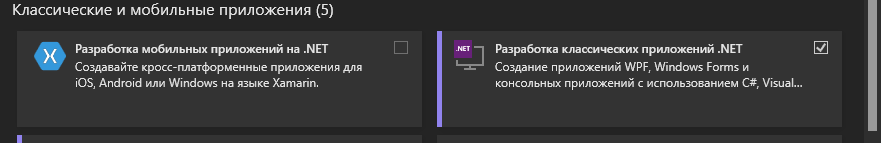 Классические и мобильные приложения (5)
Разработка мобильных приложений на .NET
Создавайте кросс-платформенные приложения для
iOS, Android или Windows на языке Xamarin.
.NET
Разработка классических приложений .NET
Создание приложений WPF, Windows Forms и
консольных приложений с использованием C#, Visual...